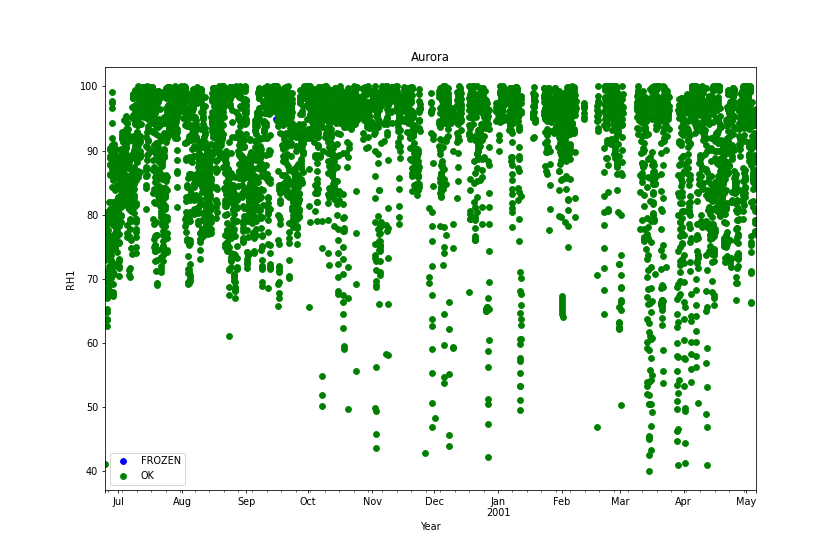 Aurora
100
90
80
70
60
50
40
RH1
FROZEN
OK
Jul Aug Sep Oct Nov Dec Jan Feb Mar Apr May
2001
Year